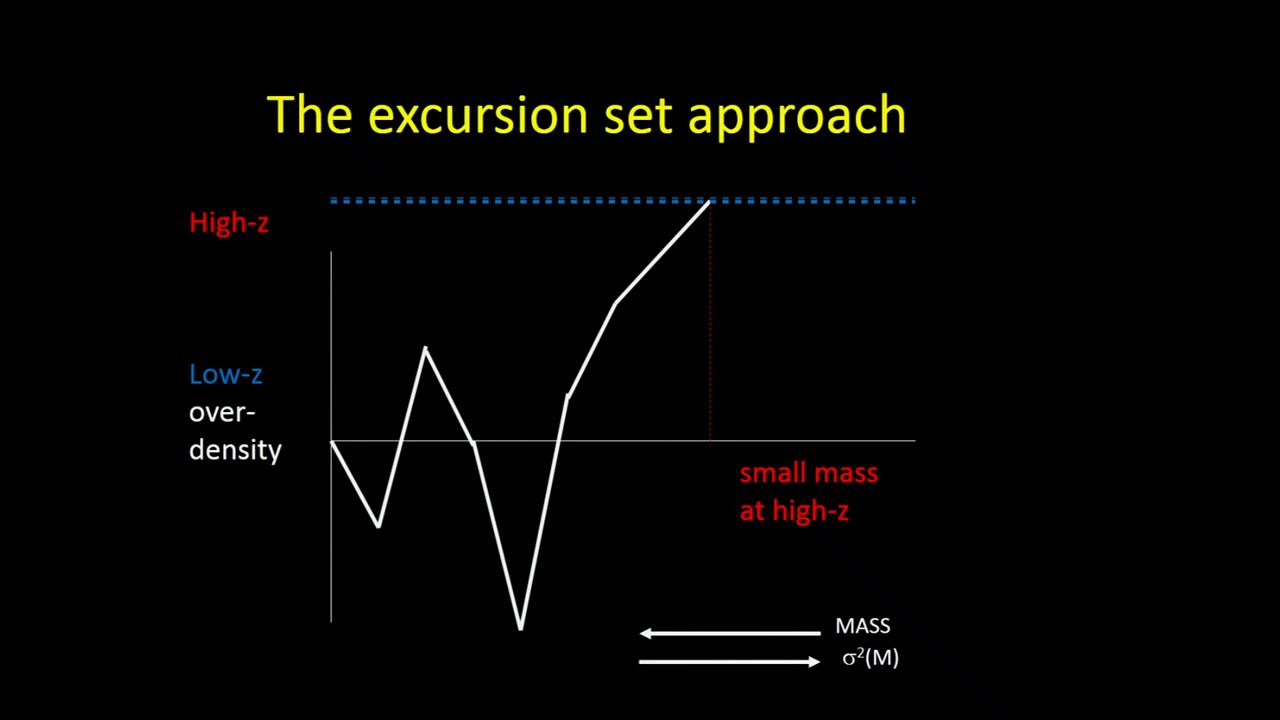 The excursion set approach
High-z
Low-z
over-
density
small mass
at high-z
MASS
σ²(M)